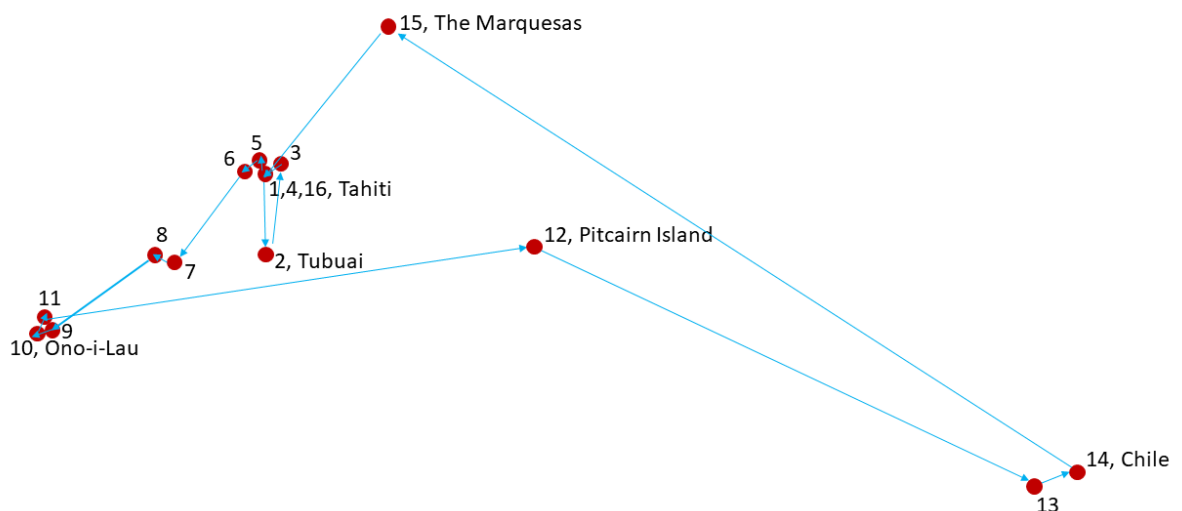 15, The Marquesas
5
3
6
1,4,16, Tahiti
8
12, Pitcairn Island
2, Tubuai
7
11
9
10, Ono-i-Lau
14, Chile
13